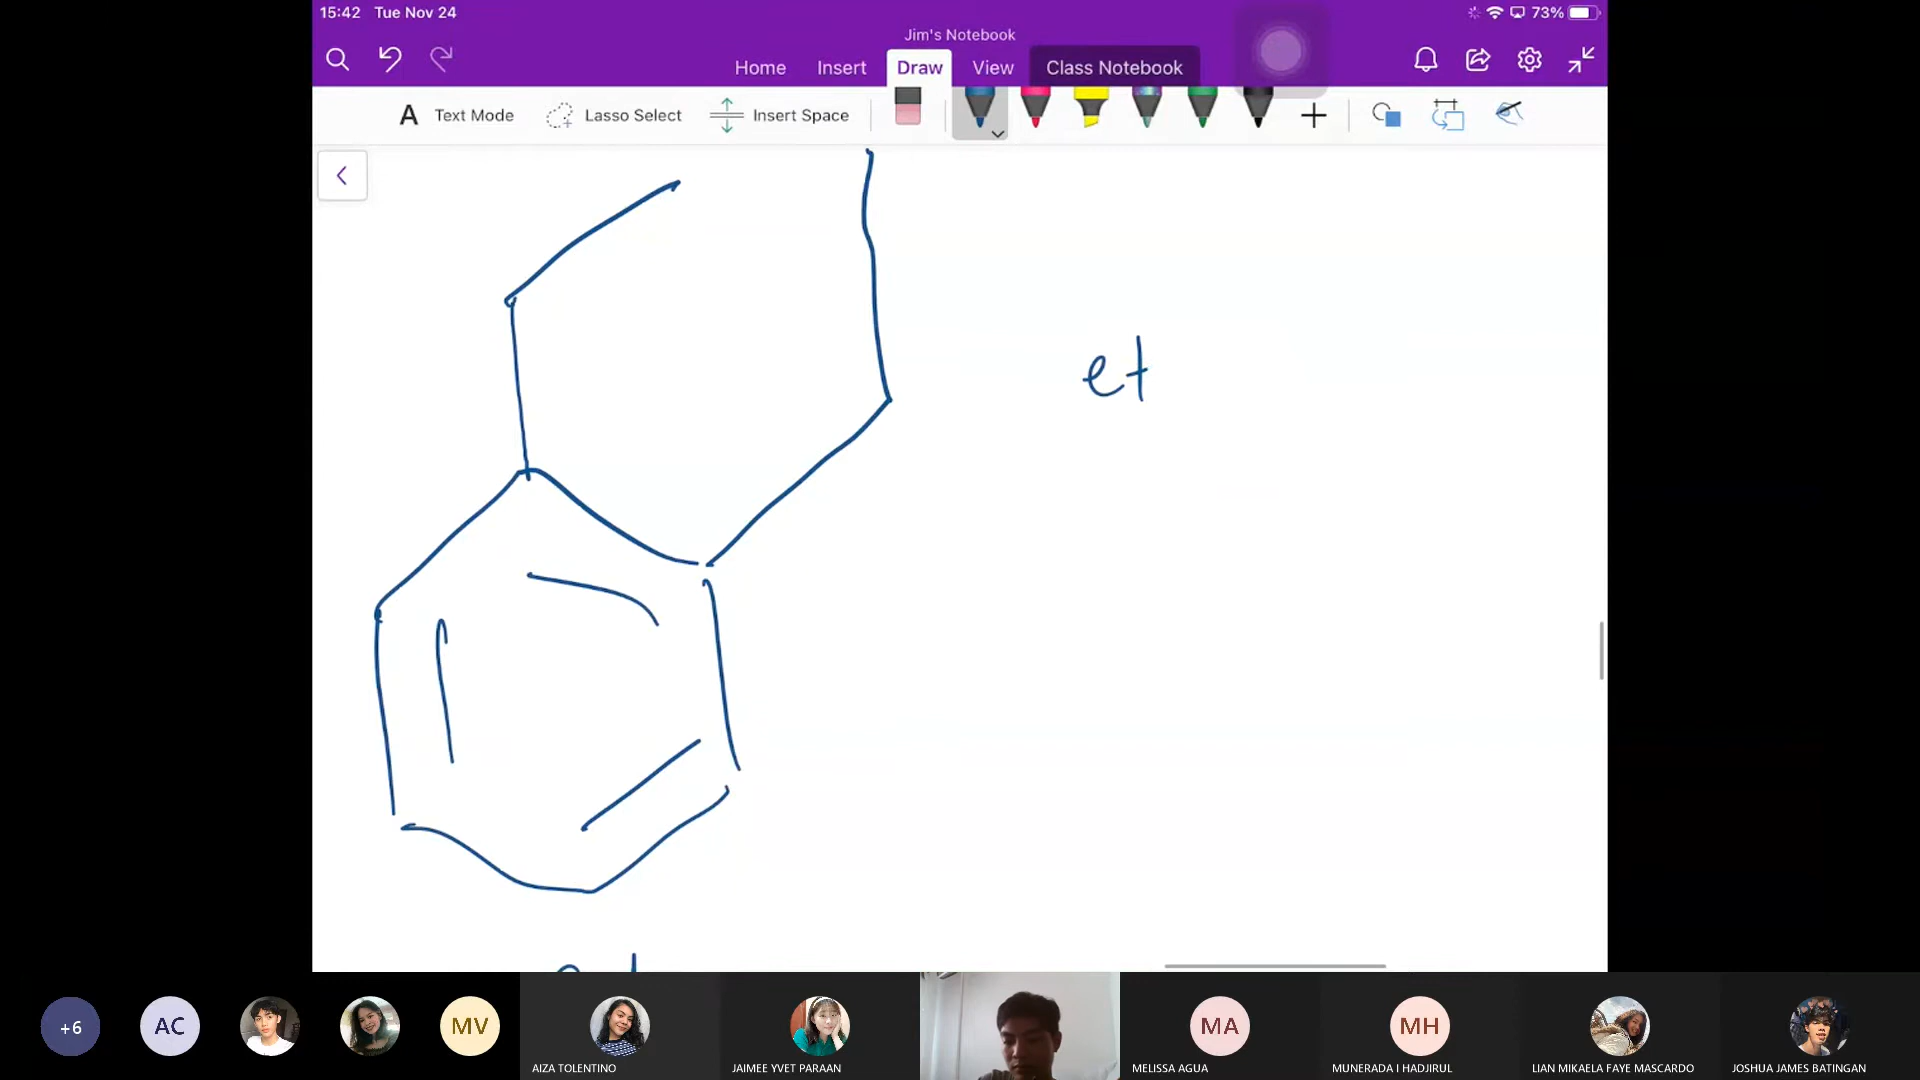 15:42 Tue Nov 24
73%
Jim's Notebook
Home Insert Draw View Class Notebook
A Text Mode Lasso Select Insert Space
et
+6 AC MV MA MH
AIZA TOLENTINO JAIMEE YVET PARAAN MELISSA AGUA MUNERADA I HADJIRUL LIAN MIKAELA FAYE MASCARDO JOSHUA JAMES BATINGAN